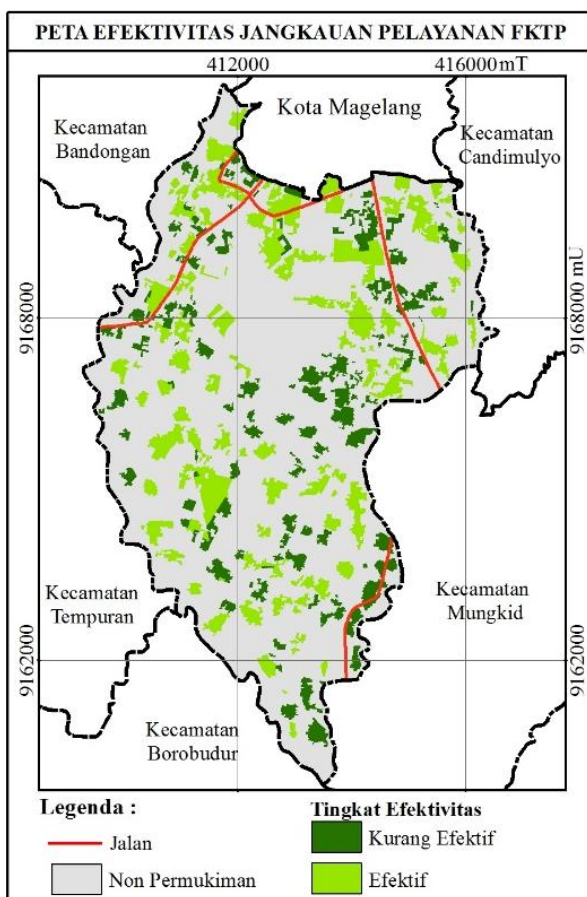 PETA EFEKTIVITAS JANGKAUAN PELAYANAN FKTP
412000
416000mT
Kota Magelang
Kecamatan
Bandongan
Kecamatan
Candimulyo
9168000
9168000 mU
Kecamatan
Tempuran
Kecamatan
Mungkid
9162000
9162000
Kecamatan
Borobudur
Legenda :
Jalan
Non Permukiman
Tingkat Efektivitas
Kurang Efektif
Efektif